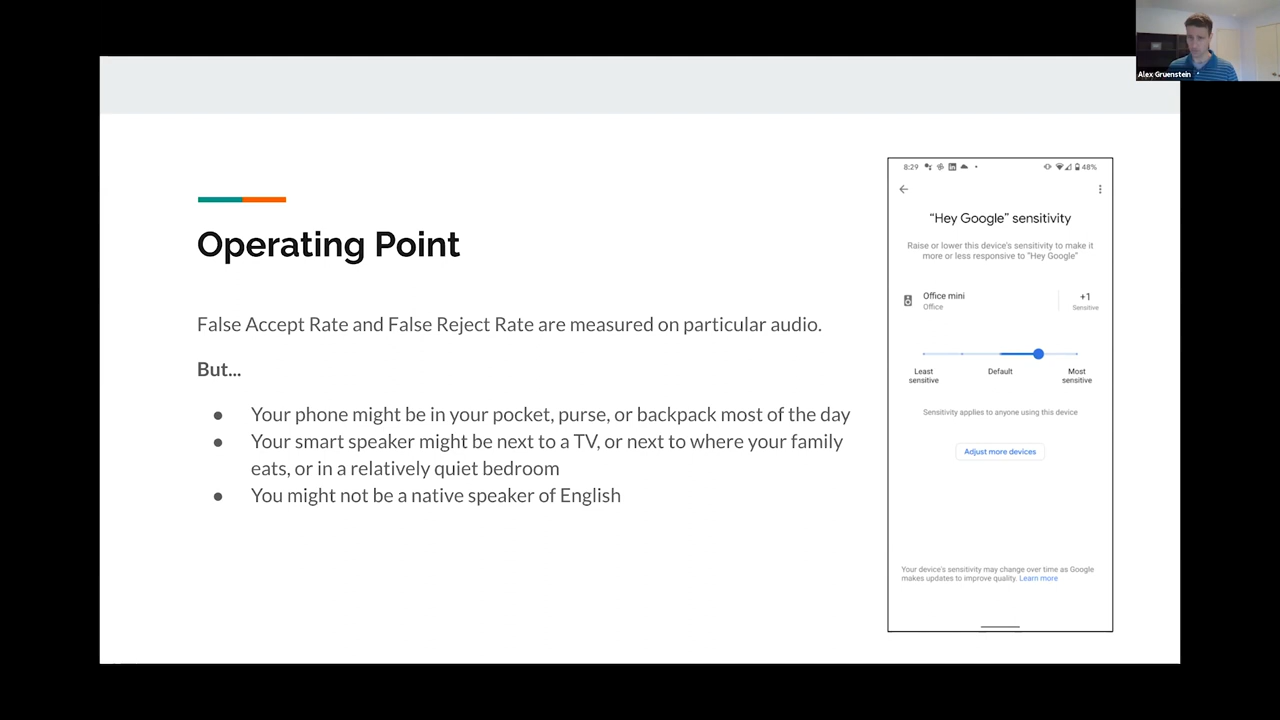 Alex Gruenstein
Operating Point
False Accept Rate and False Reject Rate are measured on particular audio.
But...
● Your phone might be in your pocket, purse, or backpack most of the day
● Your smart speaker might be next to a TV, or next to where your family
eats, or in a relatively quiet bedroom
● You might not be a native speaker of English
8:29
48%
“Hey Google” sensitivity
Raise or lower this device's sensitivity to make it
more or less responsive to “Hey Google”
Office mini
Office
+1
Sensitive
Least
sensitive
Default
Most
sensitive
Sensitivity applies to anyone using this device
Adjust more devices
Your device's sensitivity may change over time as Google
makes updates to improve quality. Learn more